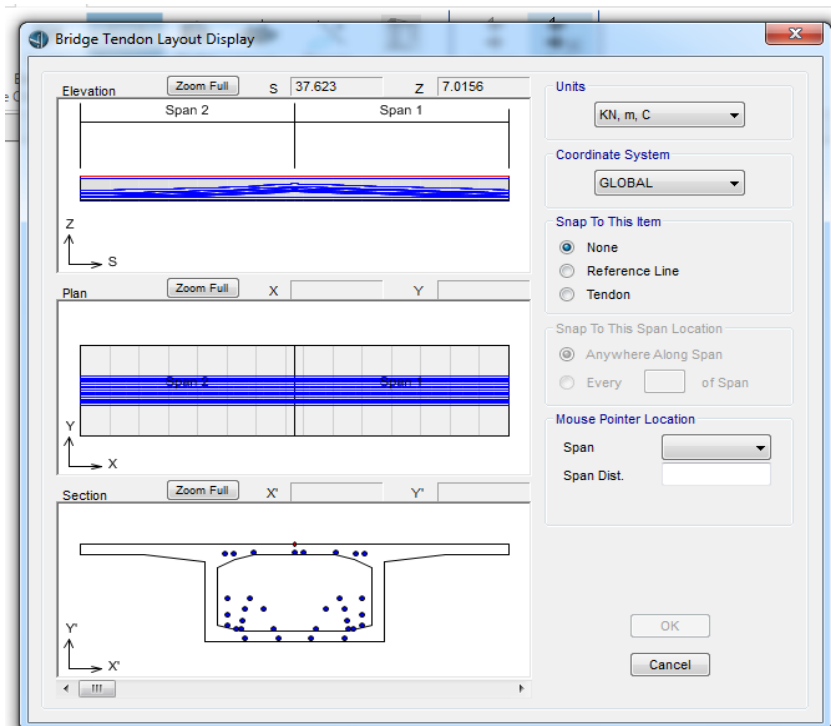 Bridge Tendon Layout Display
Elevation Zoom Full S 37.623 Z 7.0156
Span 2 Span 1
Z
S
Plan Zoom Full X Y
Span 2 Span 1
Y
X
Section Zoom Full X' Y'
Y'
X'
Units
KN, m, C
Coordinate System
GLOBAL
Snap To This Item
None
Reference Line
Tendon
Snap To This Span Location
Anywhere Along Span
Every of Span
Mouse Pointer Location
Span
Span Dist.
OK
Cancel